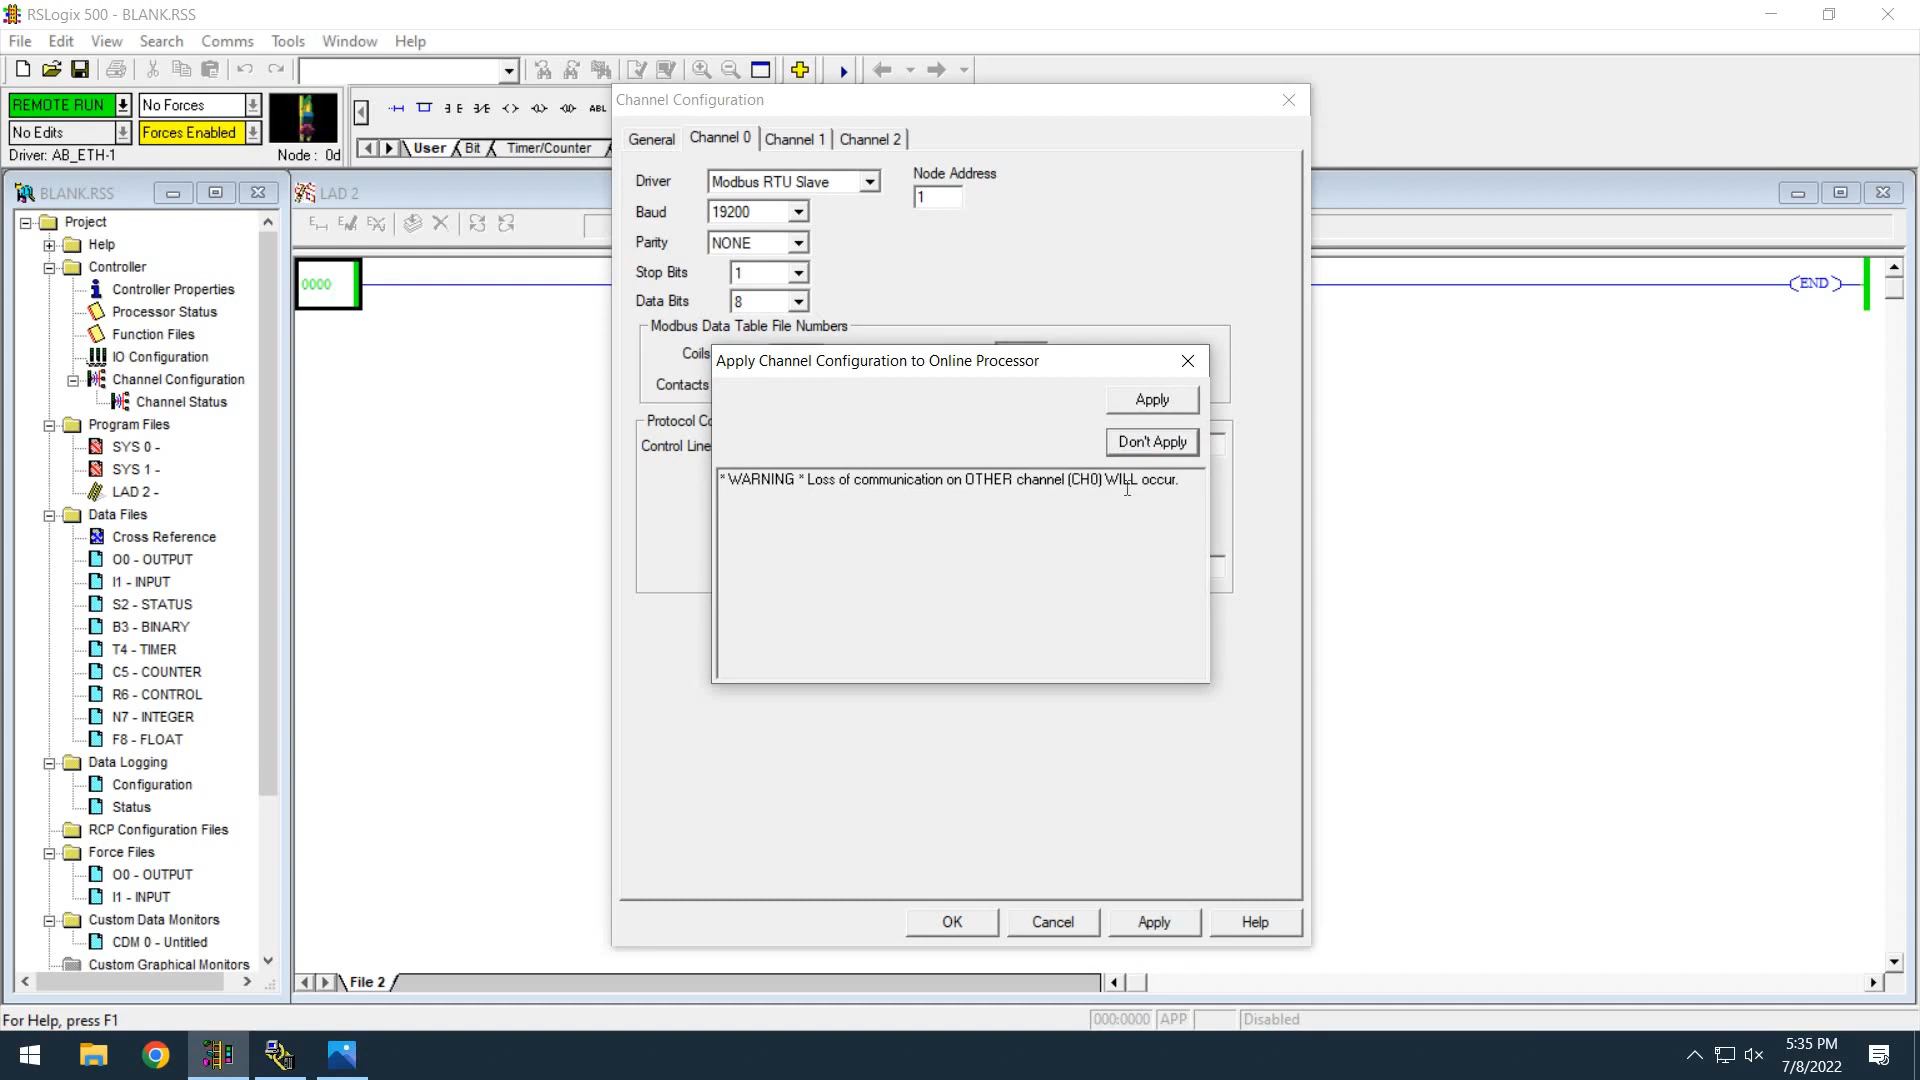 RSLogix 500 - BLANK.RSS
File Edit View Search Comms Tools Window Help
REMOTE RUN No Forces
No Edits Forces Enabled
Driver: AB_ETH-1 Node : 0d
ABL
User Bit Timer/Counter
Channel Configuration
General Channel 0 Channel 1 Channel 2
Driver Modbus RTU Slave Node Address
1
Baud 19200
Parity NONE
Stop Bits 1
Data Bits 8
Modbus Data Table File Numbers
Coils
Contacts
Protocol Co
Control Line
Apply Channel Configuration to Online Processor
Apply
Don't Apply
* WARNING * Loss of communication on OTHER channel (CH0) WILL occur.
OK Cancel Apply Help
BLANK.RSS
Project
Help
Controller
Controller Properties
Processor Status
Function Files
IO Configuration
Channel Configuration
Channel Status
Program Files
SYS 0 -
SYS 1 -
LAD 2 -
Data Files
Cross Reference
O0 - OUTPUT
I1 - INPUT
S2 - STATUS
B3 - BINARY
T4 - TIMER
C5 - COUNTER
R6 - CONTROL
N7 - INTEGER
F8 - FLOAT
Data Logging
Configuration
Status
RCP Configuration Files
Force Files
O0 - OUTPUT
I1 - INPUT
Custom Data Monitors
CDM 0 - Untitled
Custom Graphical Monitors
LAD 2
0000
END
File 2
For Help, press F1
000:0000 APP Disabled
5:35 PM
7/8/2022